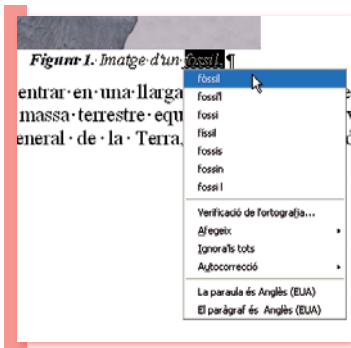 Figura 1. Imatge d'un fossil. ¶
entrar·en·una·llarga
massa·terrestre·equ
eneral·de·la·Terra,
fòssil
fossi'l
fossi
físsil
fossis
fossin
fossi l
Verificació de l'ortografia...
Afegeix
Ignora'ls tots
Autocorrecció
La paraula és Anglès (EUA)
El paràgraf és Anglès (EUA)